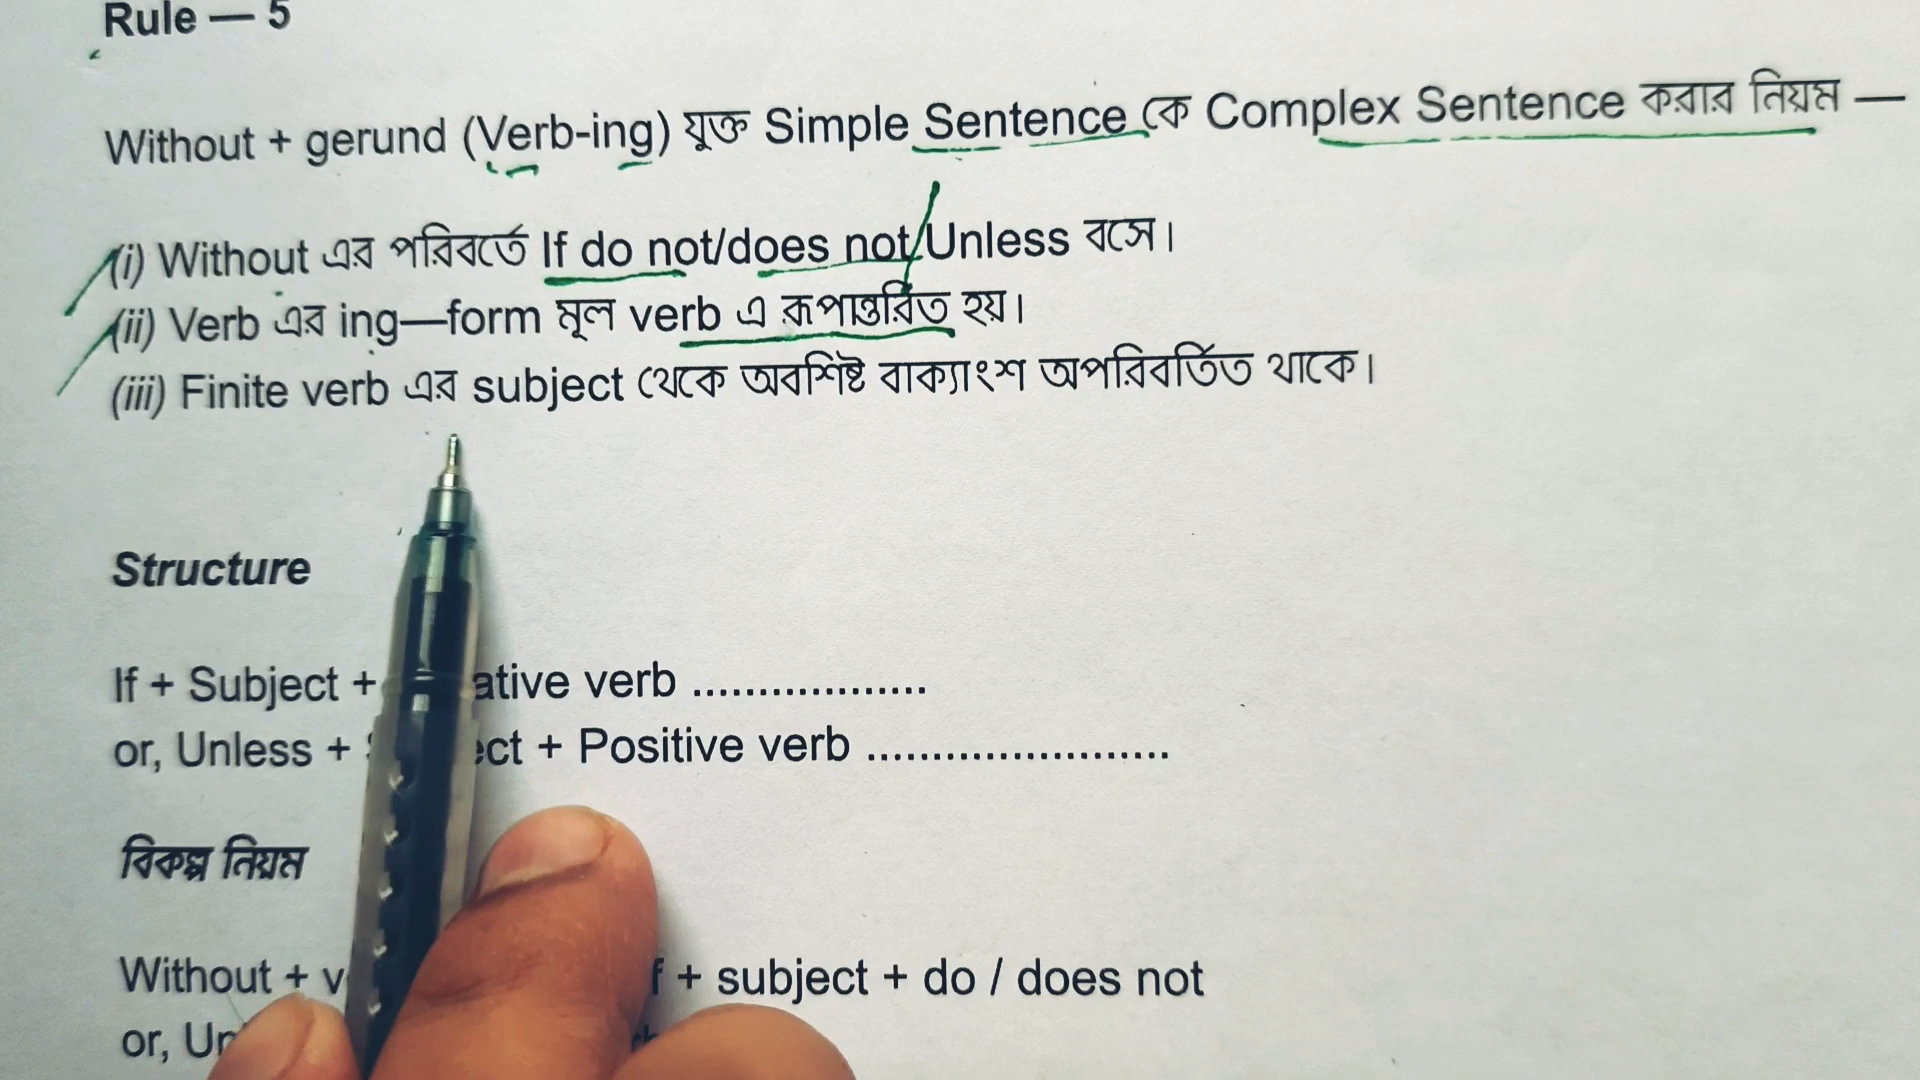 Rule — 5
Without + gerund (Verb-ing) যুক্ত Simple Sentence কে Complex Sentence করার নিয়ম —
(i) Without এর পরিবর্তে If do not/does not/Unless বসে।
(ii) Verb এর ing—form মূল verb এ রূপান্তরিত হয়।
(iii) Finite verb এর subject থেকে অবশিষ্ট বাক্যাংশ অপরিবর্তিত থাকে।
Structure
If + Subject + ative verb ..................
or, Unless + ect + Positive verb .......................
বিকল্প নিয়ম
Without + v f + subject + do / does not
or, Un